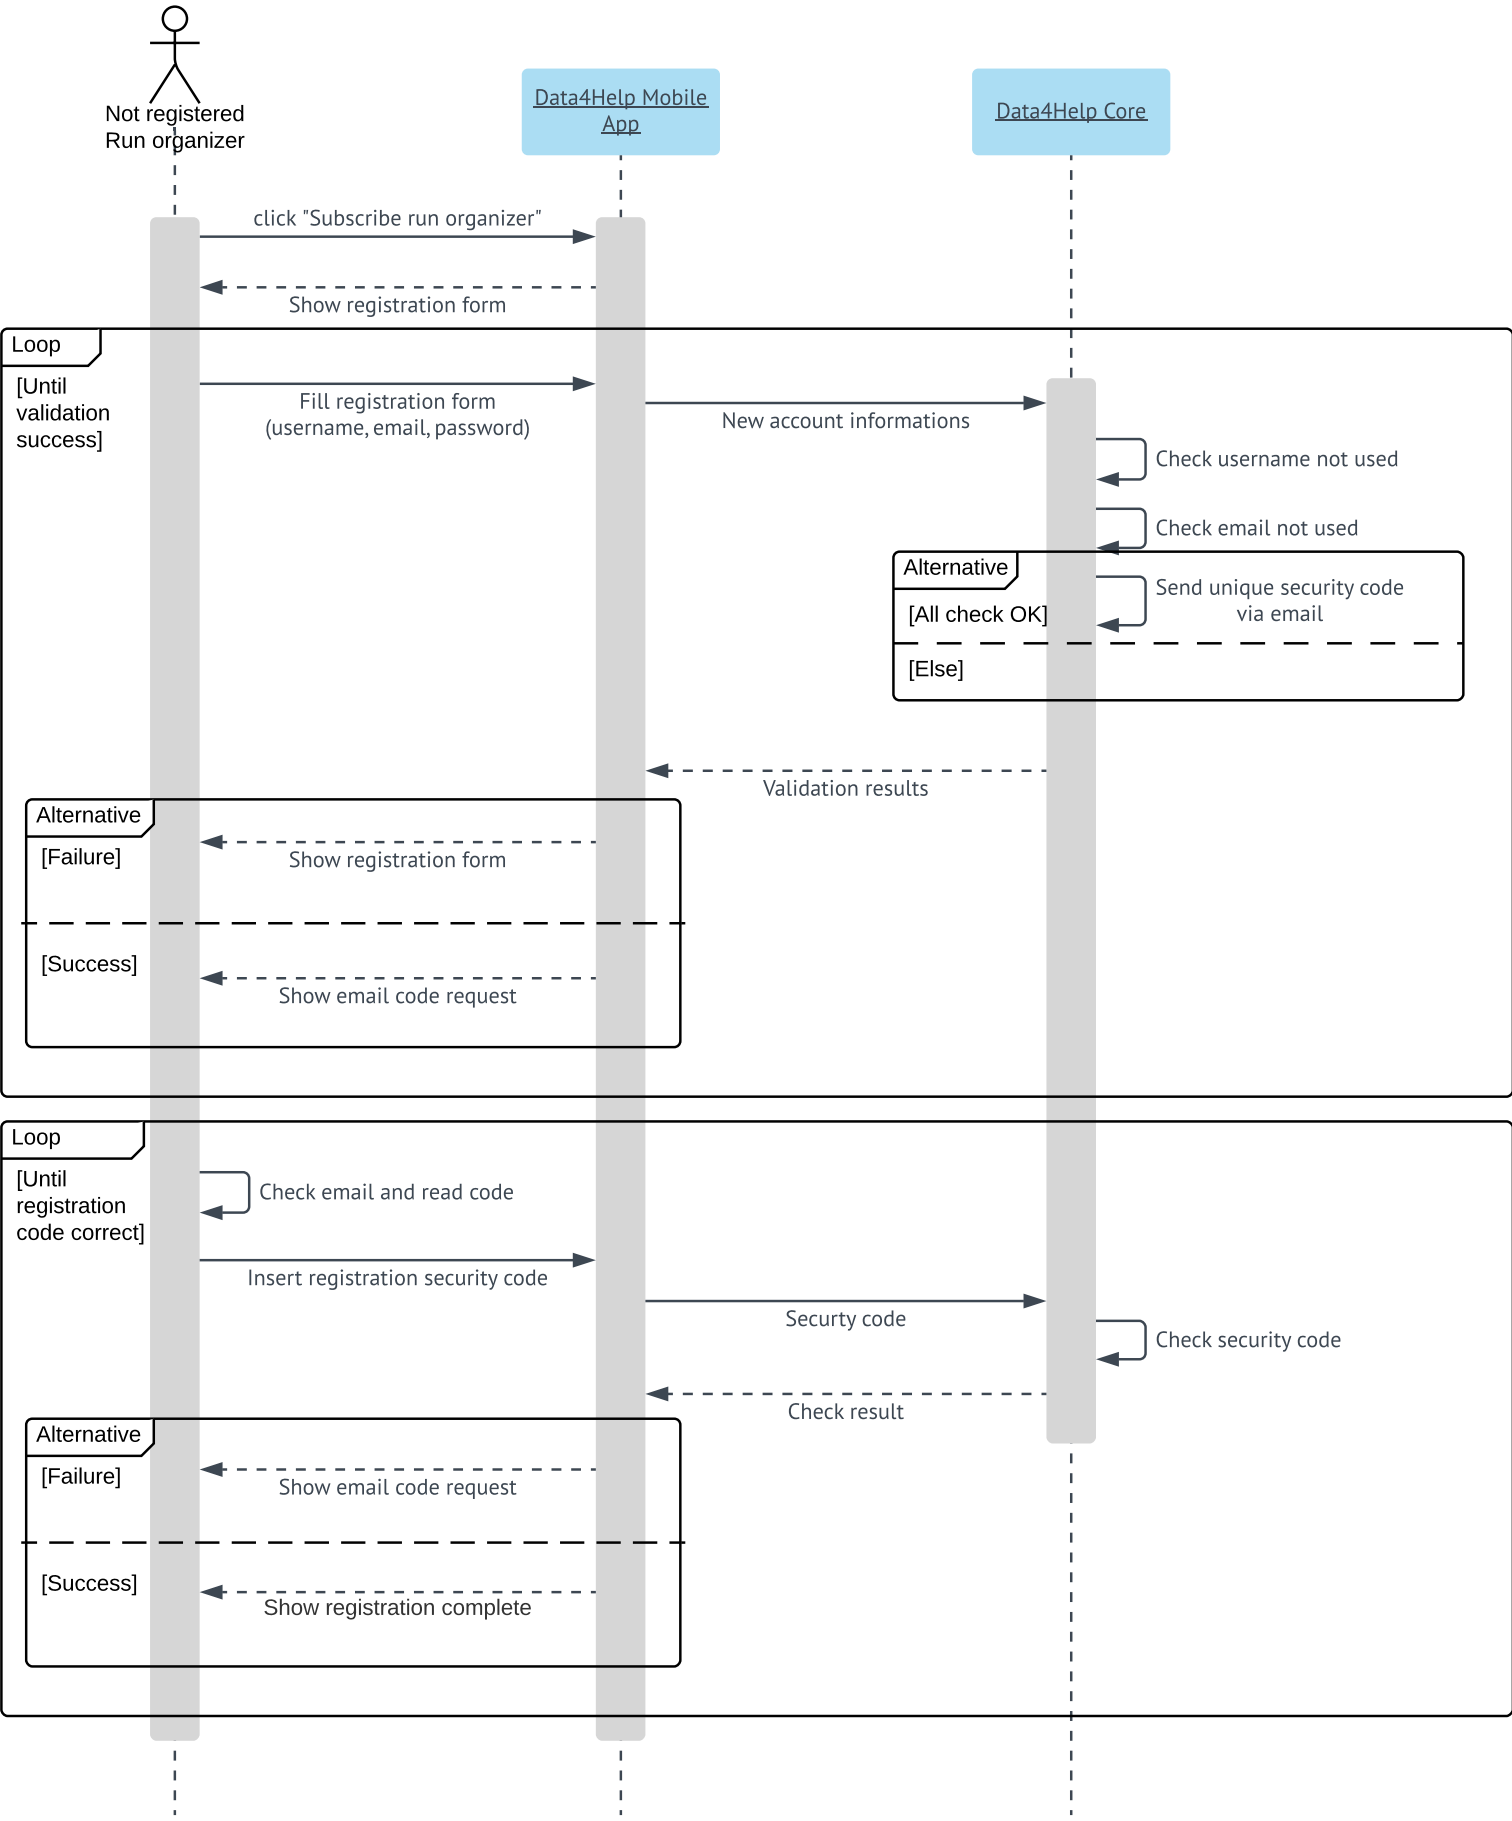 Not registered
Run organizer
Data4Help Mobile
App
Data4Help Core
click "Subscribe run organizer"
Show registration form
Loop
[Until
validation
success]
Fill registration form
(username, email, password)
New account informations
Check username not used
Check email not used
Alternative
[All check OK]
Send unique security code
via email
[Else]
Validation results
Alternative
[Failure]
Show registration form
[Success]
Show email code request
Loop
[Until
registration
code correct]
Check email and read code
Insert registration security code
Securty code
Check security code
Check result
Alternative
[Failure]
Show email code request
[Success]
Show registration complete